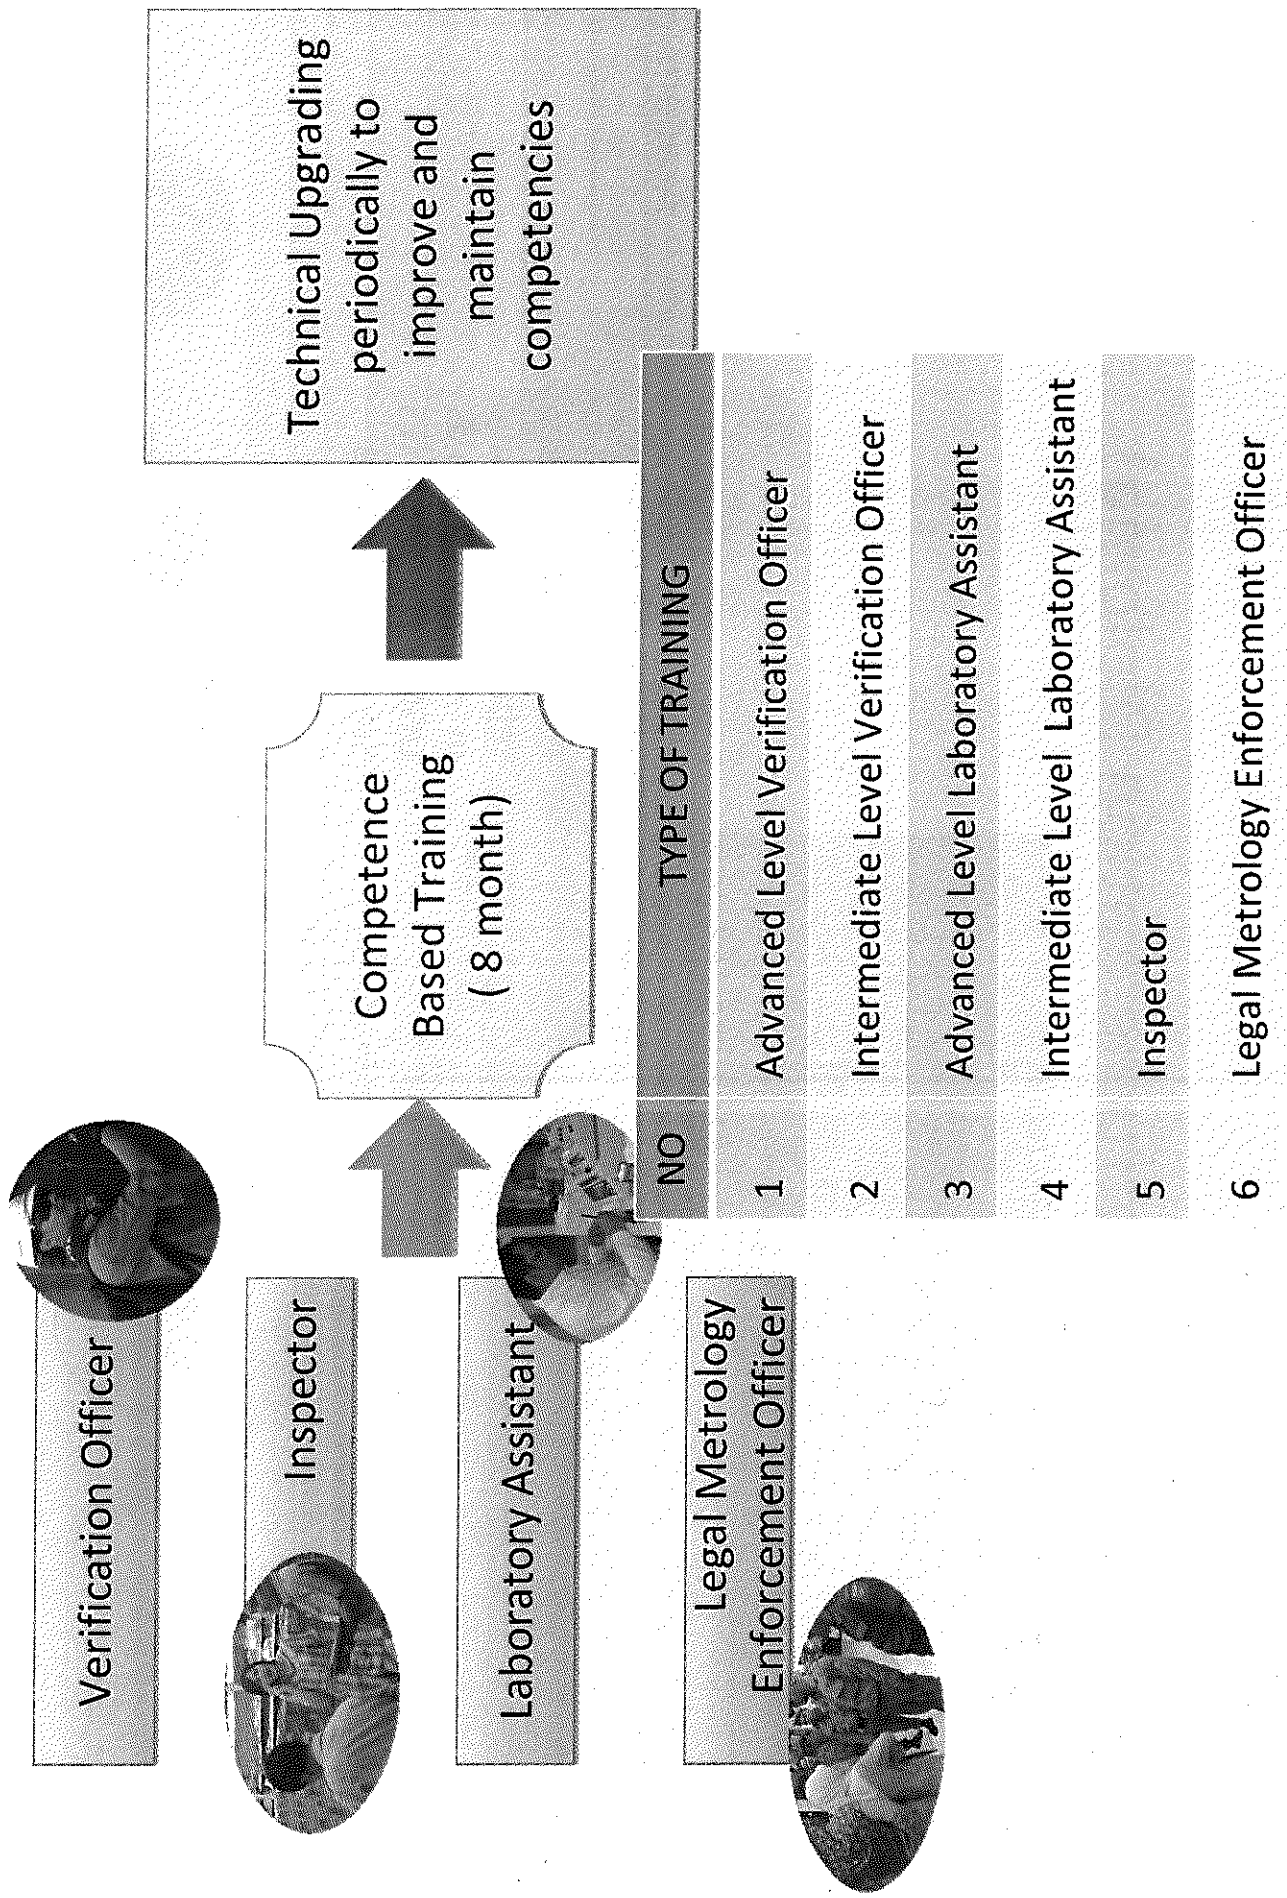 Verification Officer
Inspector
Laboratory Assistant
Legal Metrology
Enforcement Officer
Competence
Based Training
( 8 month)
Technical Upgrading
periodically to
improve and
maintain
competencies
NO TYPE OF TRAINING
1 Advanced Level Verification Officer
2 Intermediate Level Verification Officer
3 Advanced Level Laboratory Assistant
4 Intermediate Level Laboratory Assistant
5 Inspector
6 Legal Metrology Enforcement Officer